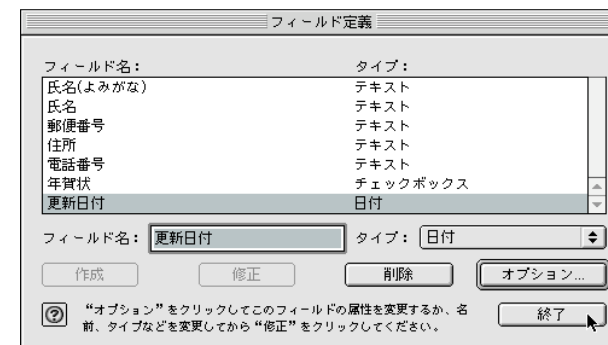 フィールド定義
フィールド名： タイプ：
氏名(よみがな) テキスト
氏名 テキスト
郵便番号 テキスト
住所 テキスト
電話番号 テキスト
年賀状 チェックボックス
更新日付 日付
フィールド名： 更新日付 タイプ： 日付
作成 修正 削除 オプション...
“オプション”をクリックしてこのフィールドの属性を変更するか、名
前、タイプなどを変更してから“修正”をクリックしてください。
終了